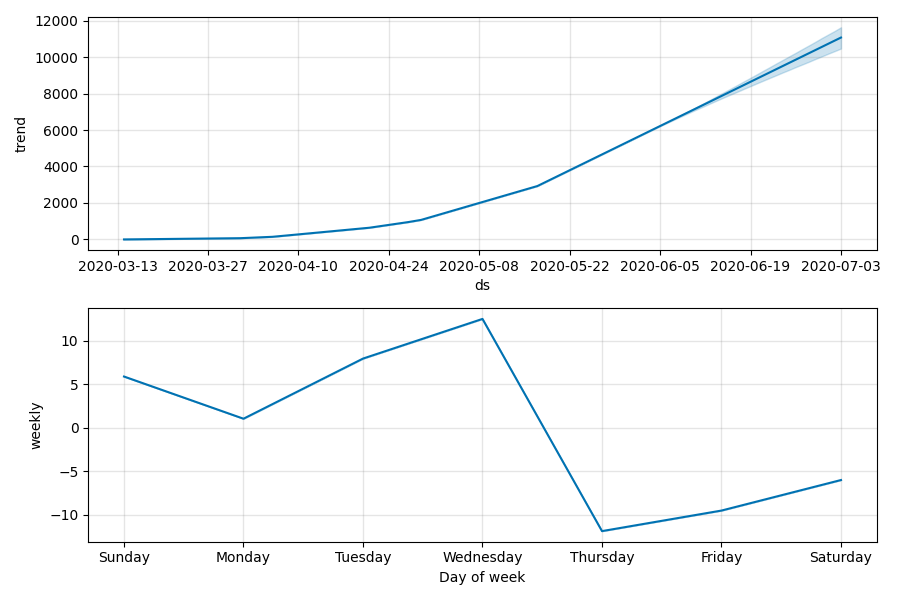 12000
10000
8000
6000
4000
2000
0
trend
2020-03-13 2020-03-27 2020-04-10 2020-04-24 2020-05-08 2020-05-22 2020-06-05 2020-06-19 2020-07-03
ds
10
5
0
−5
−10
weekly
Sunday Monday Tuesday Wednesday Thursday Friday Saturday
Day of week